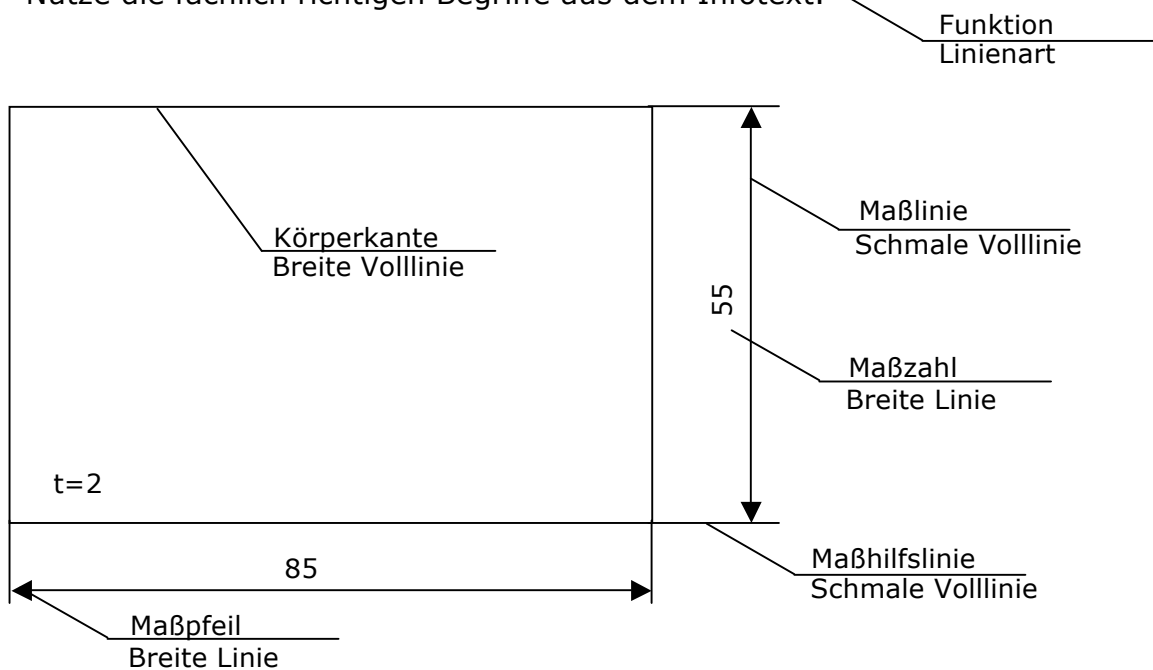 Nutze die fachlich richtigen Begriffe aus dem Infotext.
Funktion
Linienart
Körperkante
Breite Volllinie
Maßlinie
Schmale Volllinie
55
Maßzahl
Breite Linie
t=2
85
Maßhilfslinie
Schmale Volllinie
Maßpfeil
Breite Linie